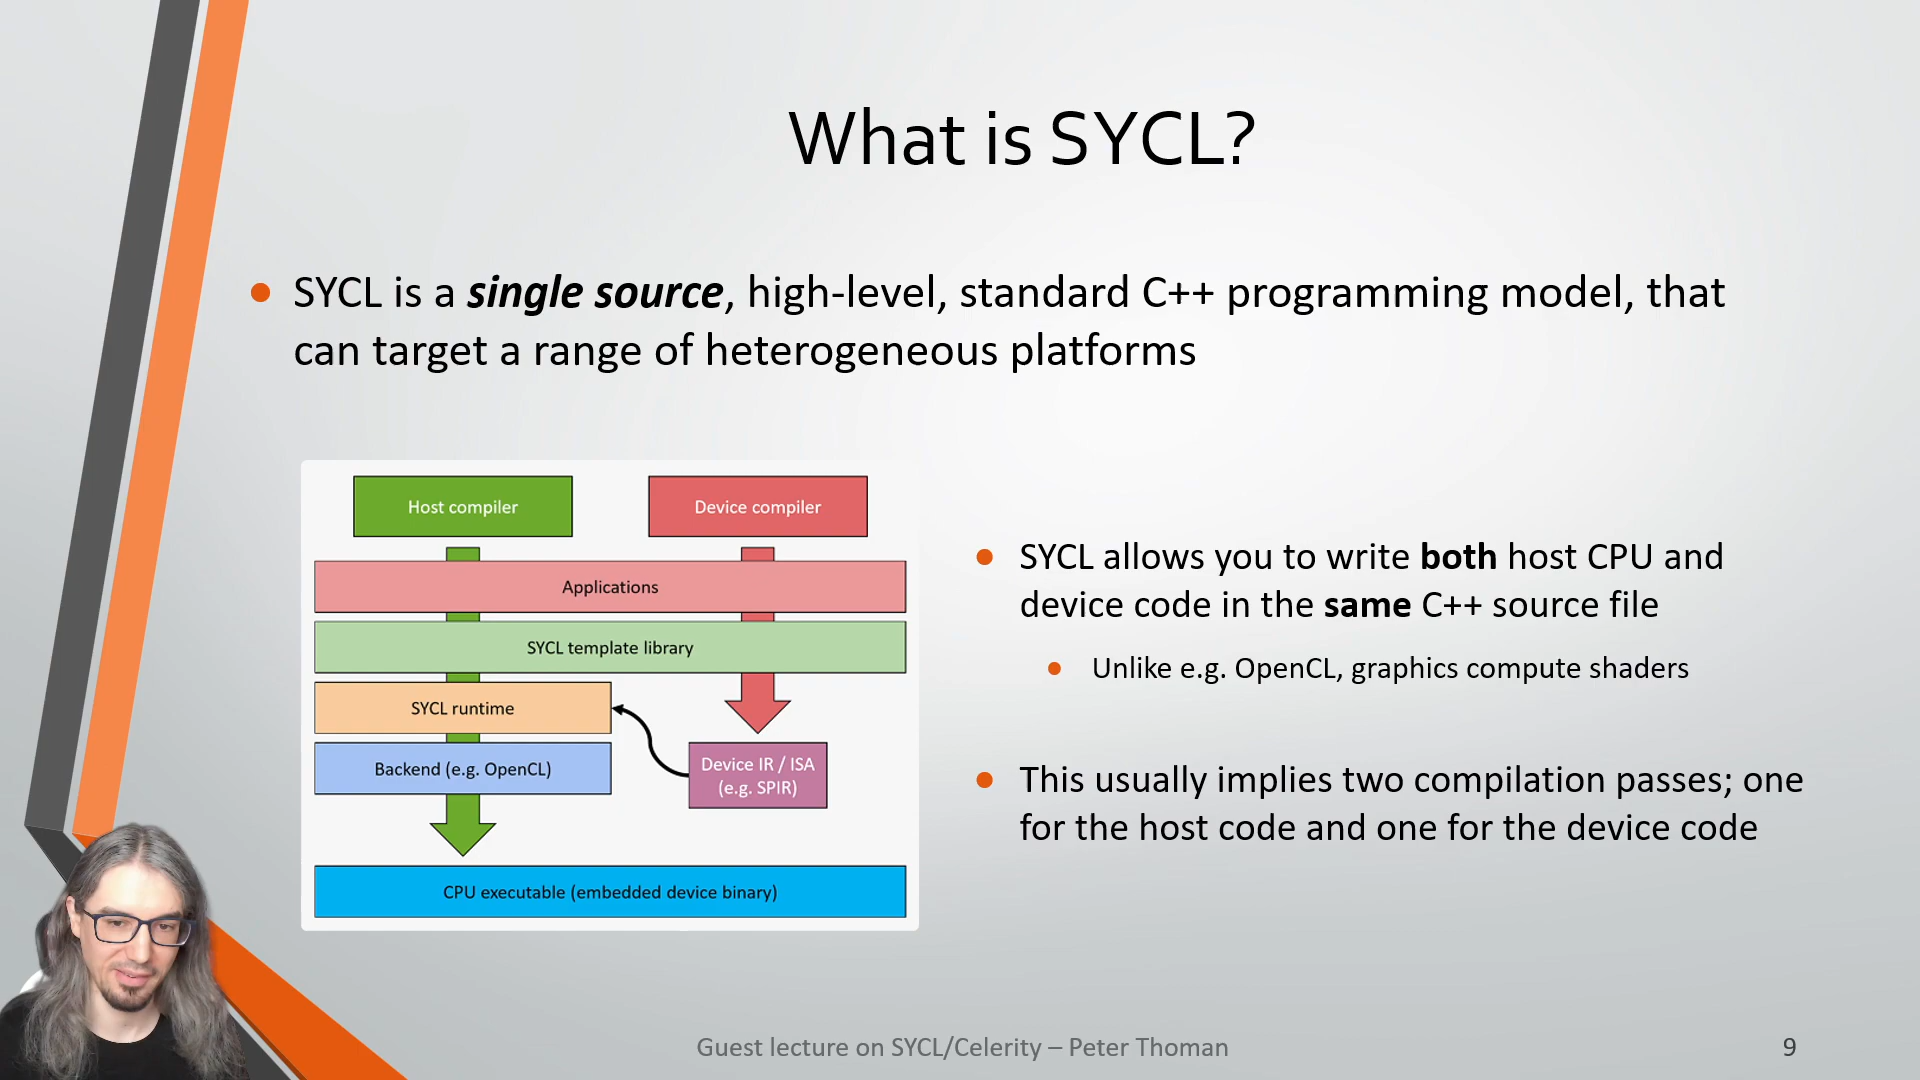 What is SYCL?
SYCL is a single source, high-level, standard C++ programming model, that
can target a range of heterogeneous platforms
Host compiler
Device compiler
Applications
SYCL template library
SYCL runtime
Backend (e.g. OpenCL)
Device IR / ISA
(e.g. SPIR)
CPU executable (embedded device binary)
SYCL allows you to write both host CPU and
device code in the same C++ source file
Unlike e.g. OpenCL, graphics compute shaders
This usually implies two compilation passes; one
for the host code and one for the device code
Guest lecture on SYCL/Celerity – Peter Thoman
9